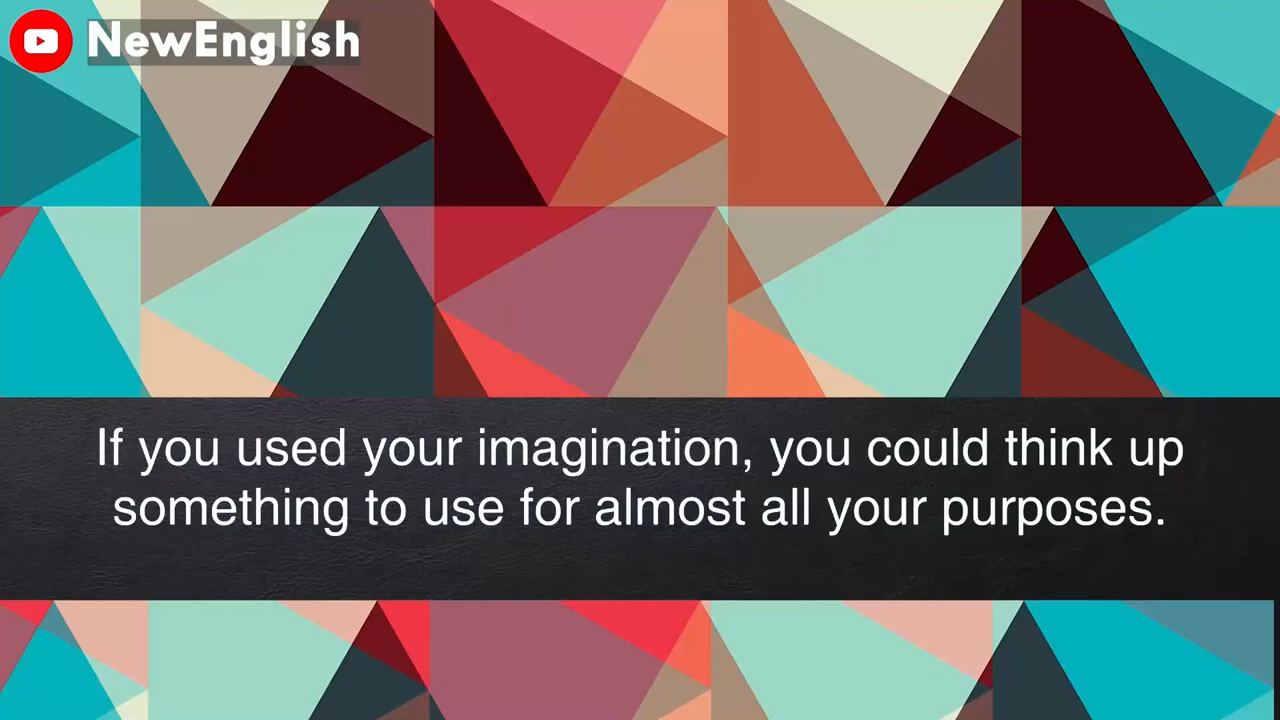 NewEnglish
If you used your imagination, you could think up
something to use for almost all your purposes.